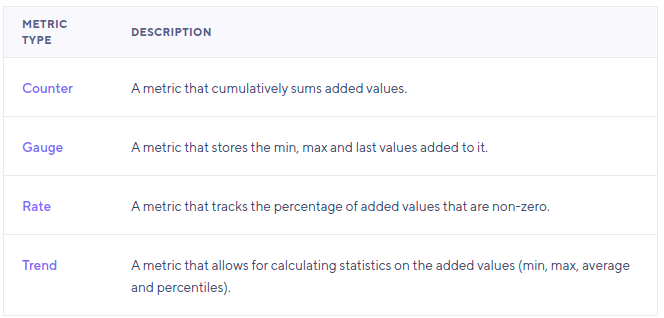 METRIC
TYPE
DESCRIPTION
Counter
A metric that cumulatively sums added values.
Gauge
A metric that stores the min, max and last values added to it.
Rate
A metric that tracks the percentage of added values that are non-zero.
Trend
A metric that allows for calculating statistics on the added values (min, max, average
and percentiles).